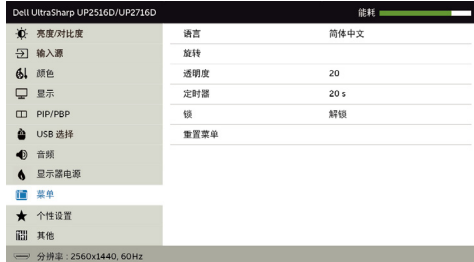 Dell UltraSharp UP2516D/UP2716D 能耗
亮度/对比度 语言 简体中文
输入源 旋转
颜色 透明度 20
显示 定时器 20 s
PIP/PBP 锁 解锁
USB 选择 重置菜单
音频
显示器电源
菜单
个性设置
其他
分辨率 : 2560x1440, 60Hz